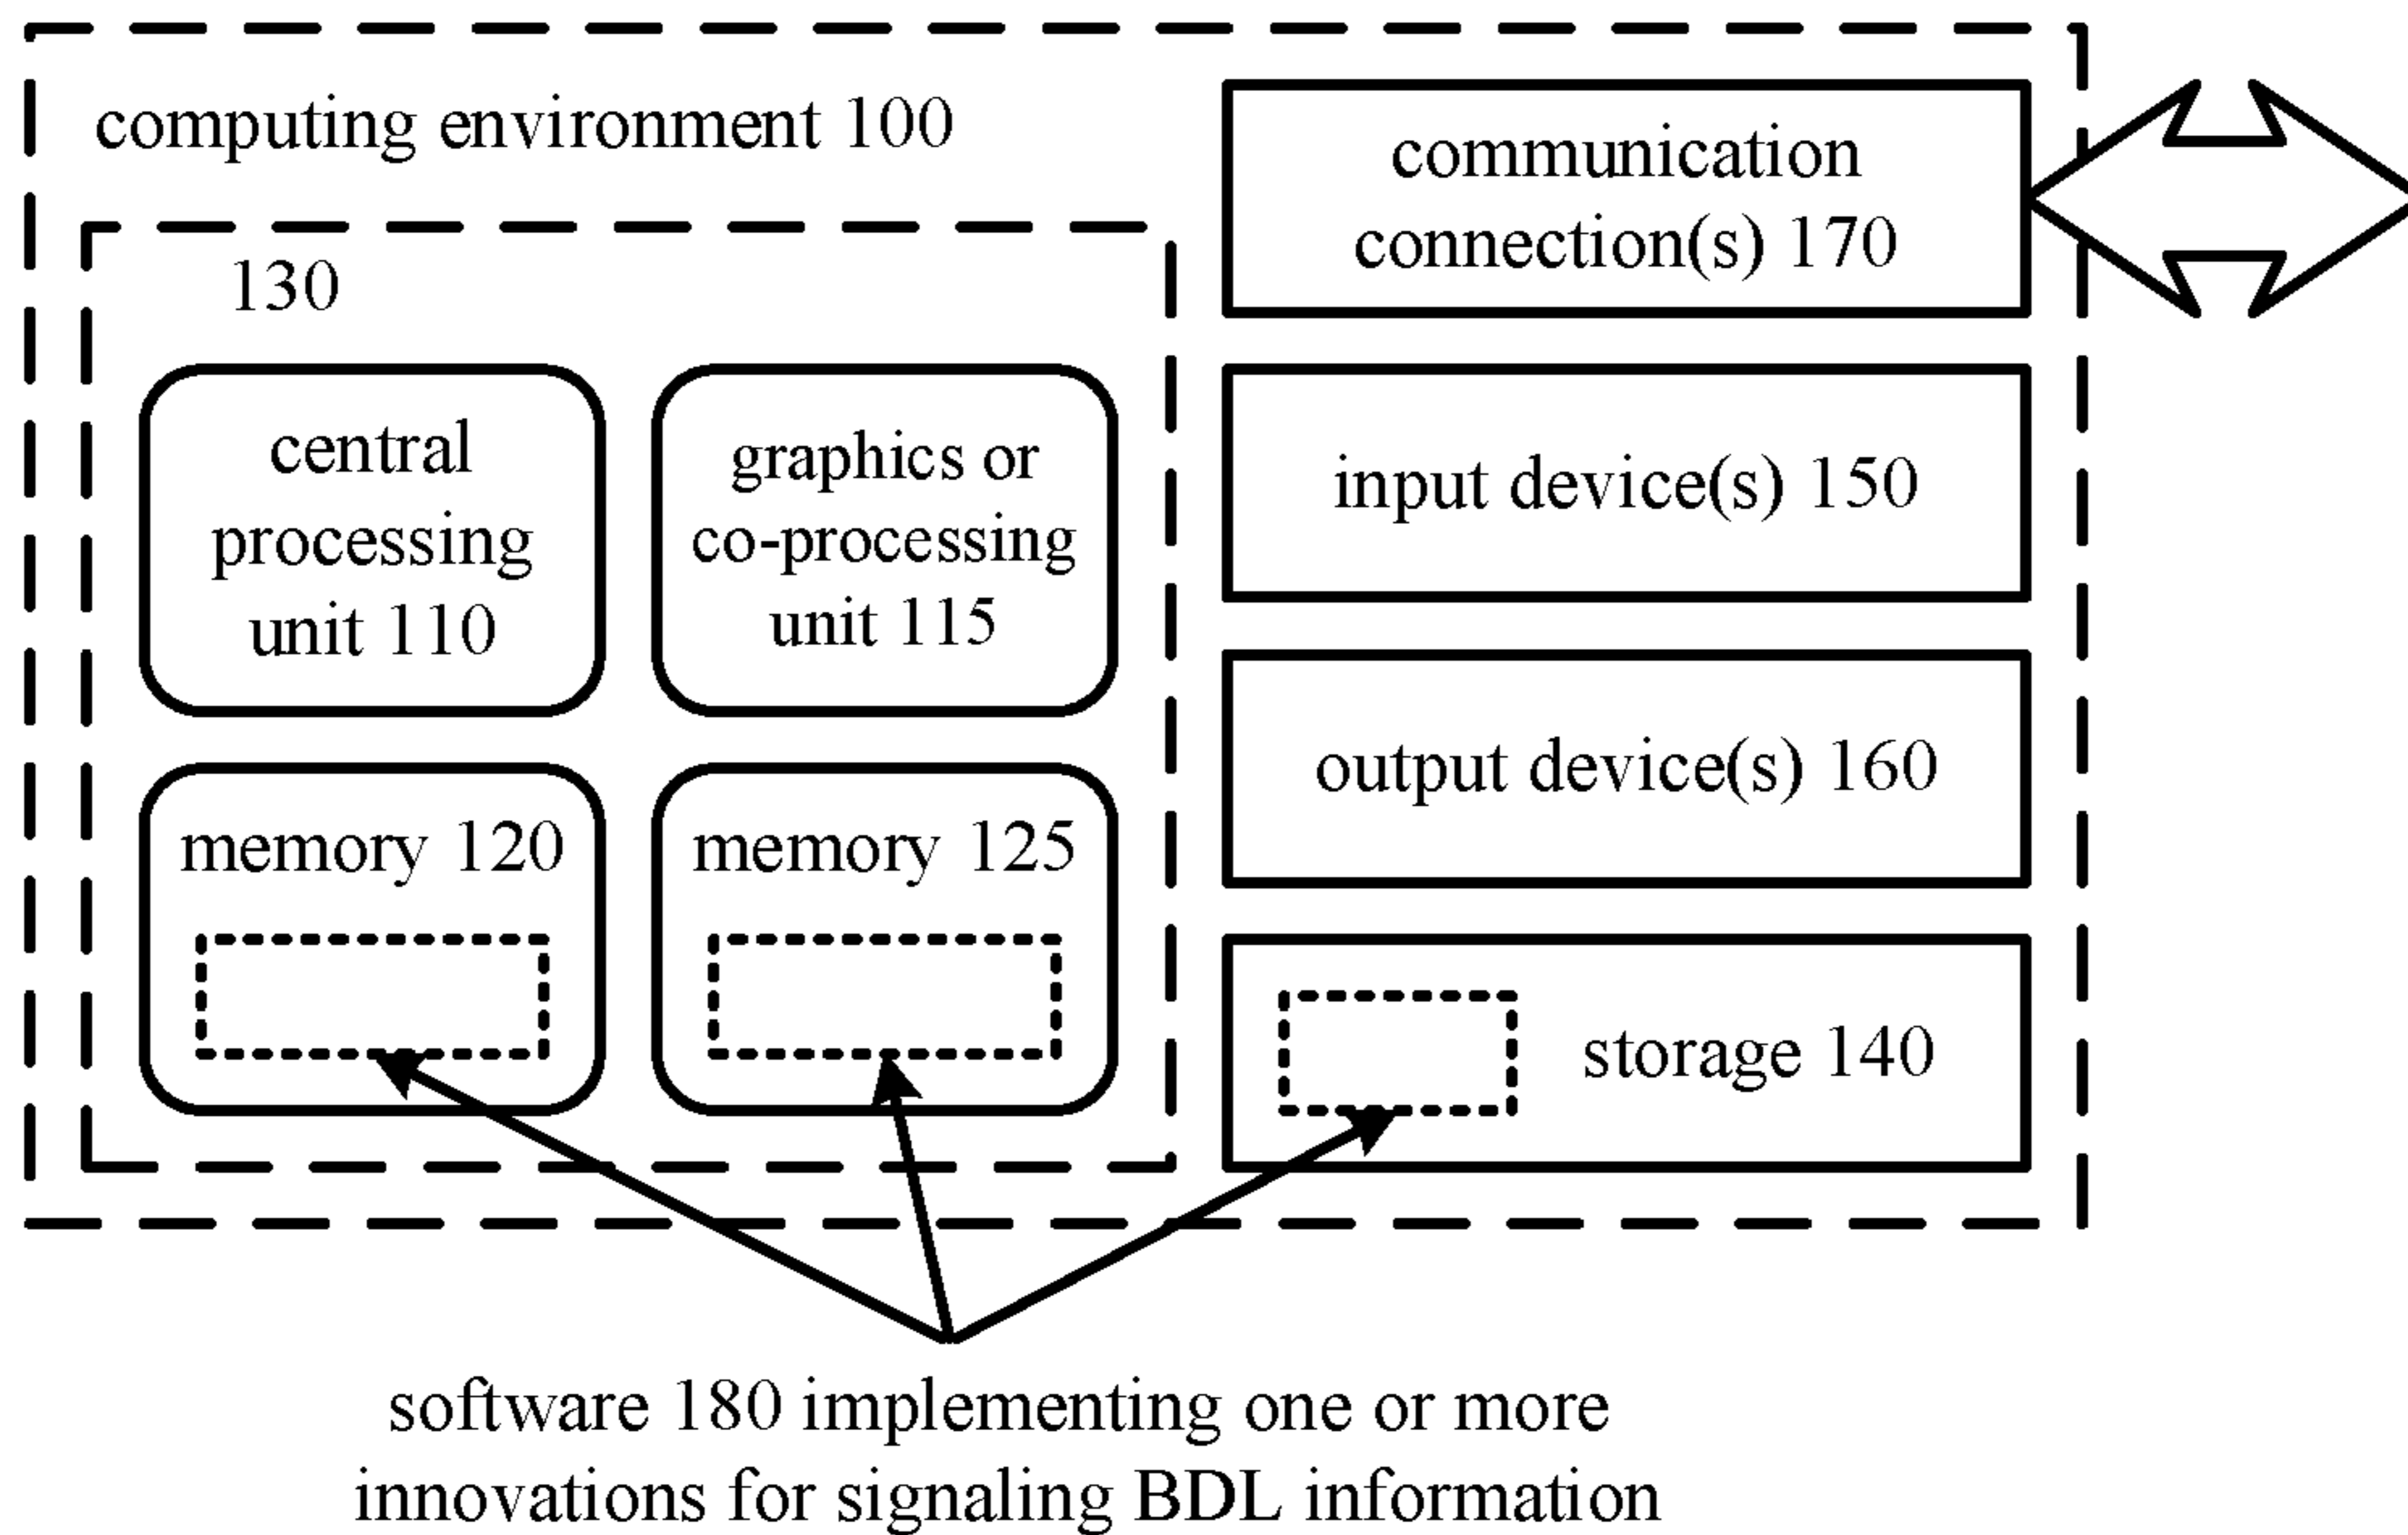 computing environment 100
130
central
processing
unit 110
graphics or
co-processing
unit 115
memory 120
memory 125
communication
connection(s) 170
input device(s) 150
output device(s) 160
storage 140
software 180 implementing one or more
innovations for signaling BDL information